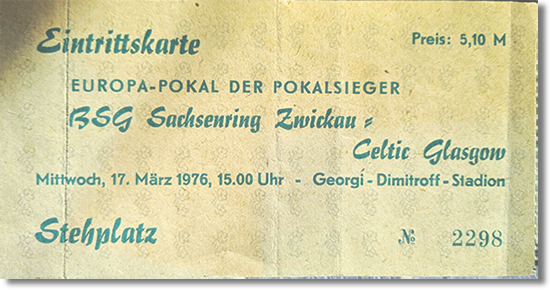 Eintrittskarte
Preis: 5,10 M
EUROPA-POKAL DER POKALSIEGER
BSG Sachsenring Zwickau :
Celtic Glasgow
Mittwoch, 17. März 1976, 15.00 Uhr - Georgi-Dimitroff-Stadion
Stehplatz
№ 2298